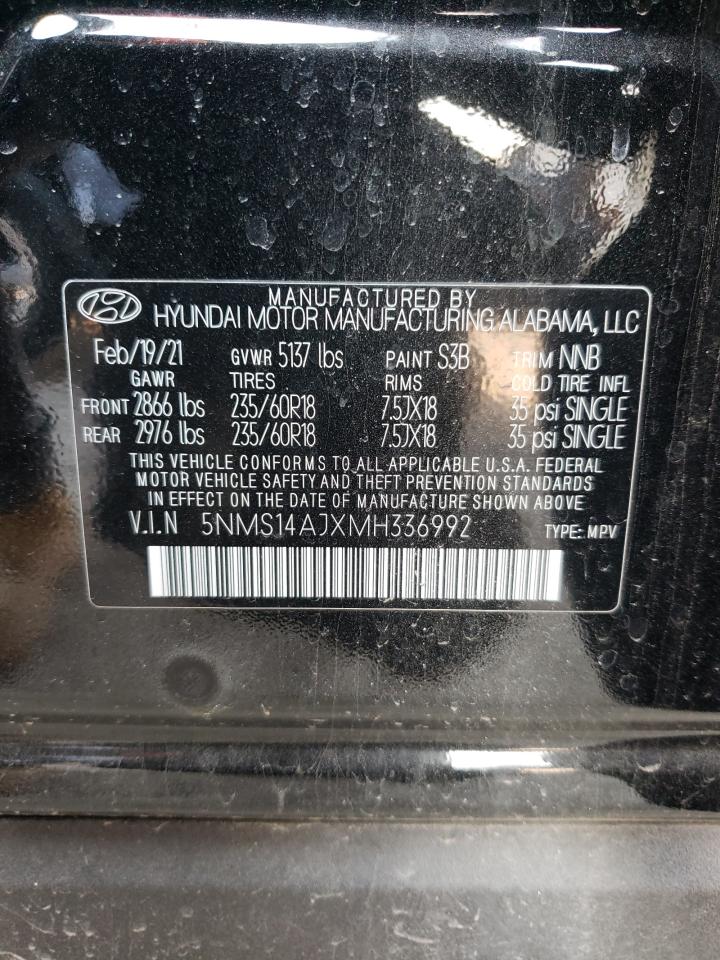 MANUFACTURED BY
HYUNDAI MOTOR MANUFACTURING ALABAMA, LLC
Feb/19/21 GVWR 5137 lbs PAINT S3B TRIM NNB
GAWR TIRES RIMS COLD TIRE INFL
FRONT 2866 lbs 235/60R18 7.5JX18 35 psi SINGLE
REAR 2976 lbs 235/60R18 7.5JX18 35 psi SINGLE
THIS VEHICLE CONFORMS TO ALL APPLICABLE U.S.A. FEDERAL
MOTOR VEHICLE SAFETY AND THEFT PREVENTION STANDARDS
IN EFFECT ON THE DATE OF MANUFACTURE SHOWN ABOVE
V.I.N 5NMS14AJXMH336992 TYPE: MPV